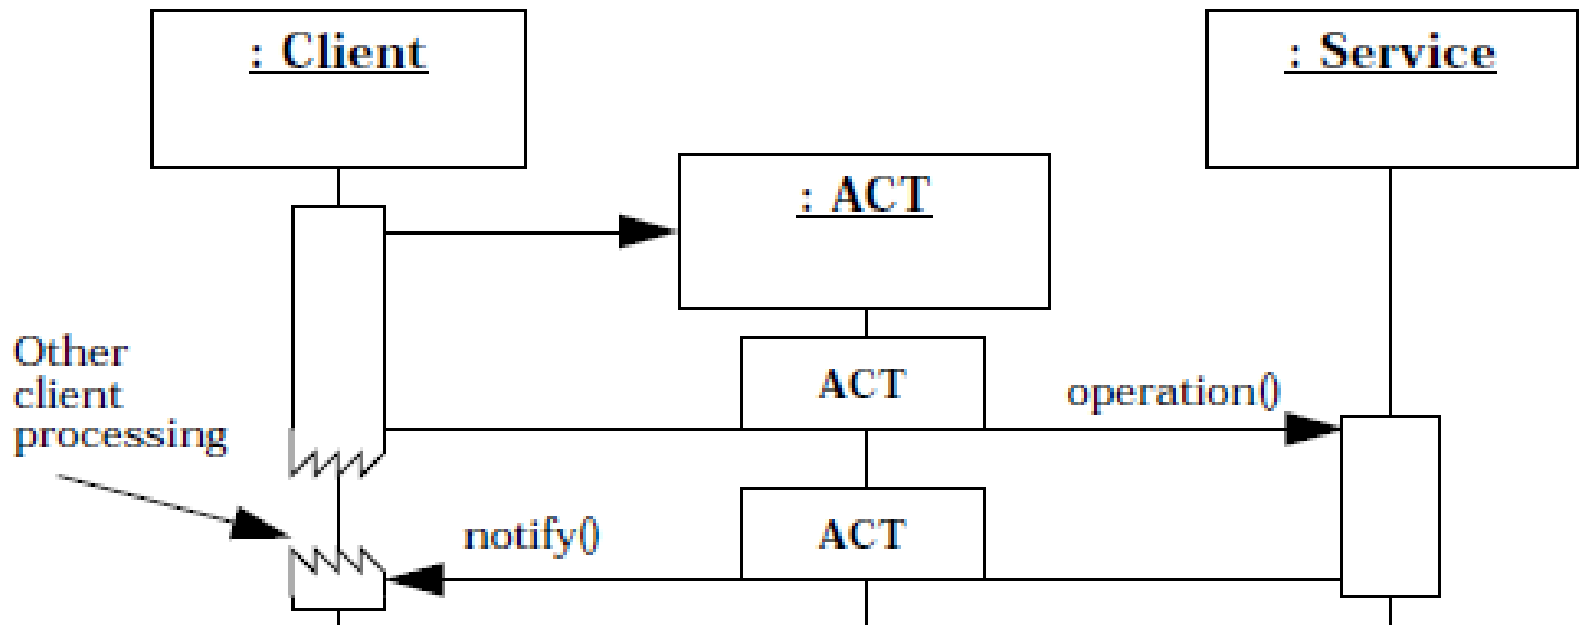 : Client
: Service
: ACT
Other
client
processing
ACT
operation()
notify()
ACT